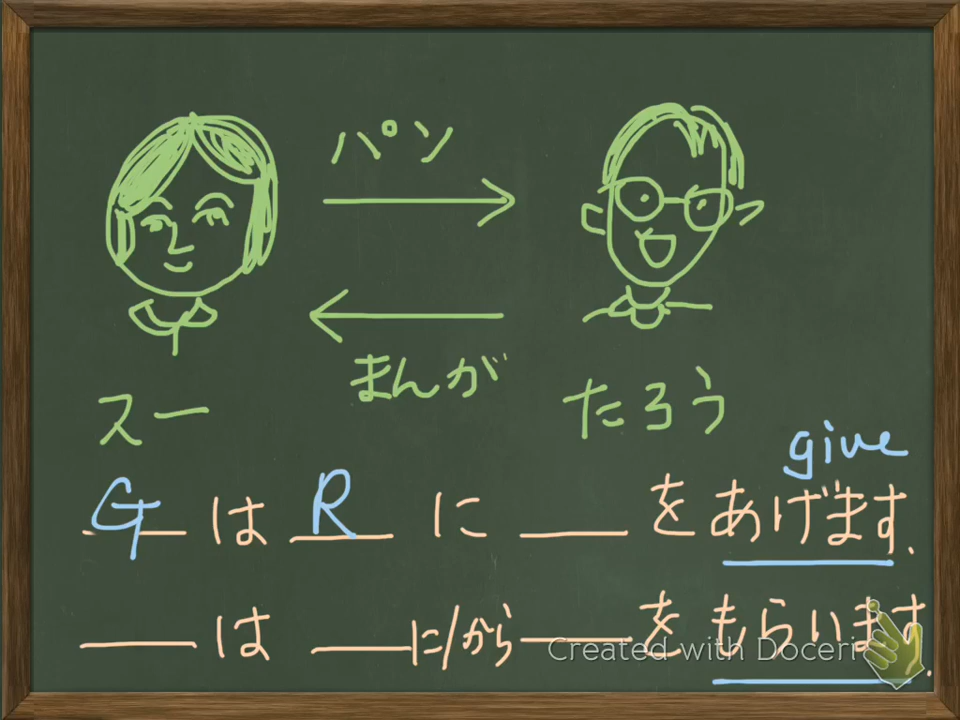 パン
まんが
スー
たろう
give
G は R に ___ をあげます.
___ は ___ に/から ___ をもらいます.
Created with Doceri